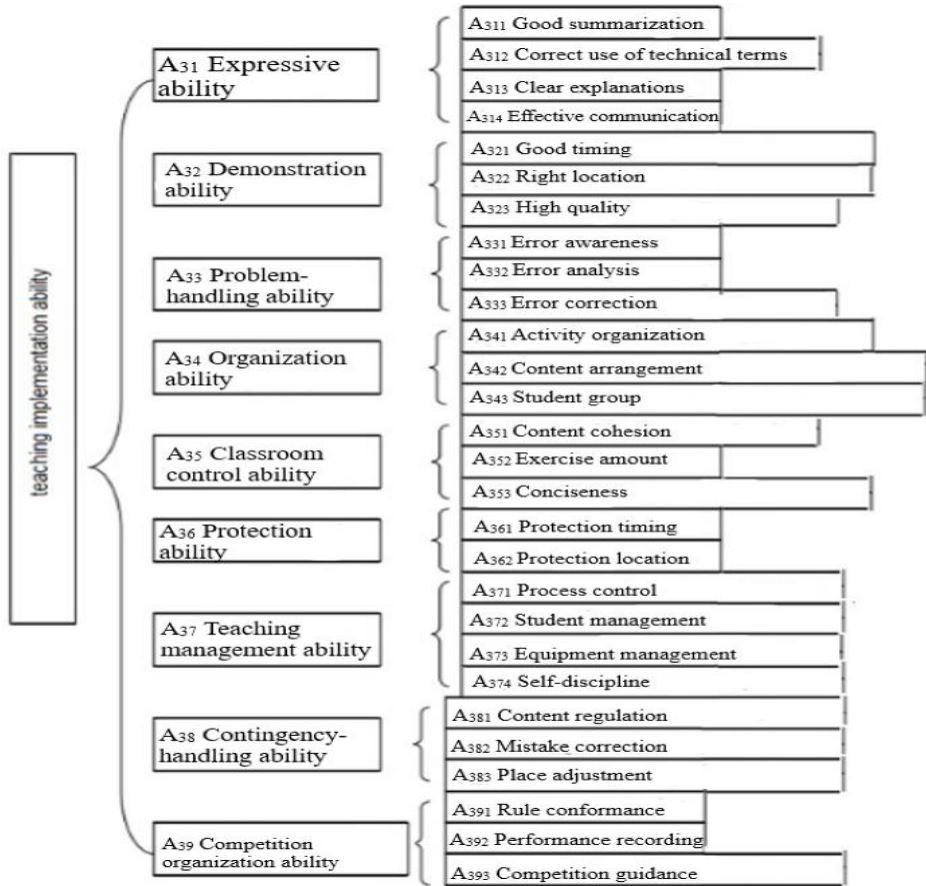 teaching implementation ability
A31 Expressive
ability
A311 Good summarization
A312 Correct use of technical terms
A313 Clear explanations
A314 Effective communication
A32 Demonstration
ability
A321 Good timing
A322 Right location
A323 High quality
A33 Problem-
handling ability
A331 Error awareness
A332 Error analysis
A333 Error correction
A34 Organization
ability
A341 Activity organization
A342 Content arrangement
A343 Student group
A35 Classroom
control ability
A351 Content cohesion
A352 Exercise amount
A353 Conciseness
A36 Protection
ability
A361 Protection timing
A362 Protection location
A37 Teaching
management ability
A371 Process control
A372 Student management
A373 Equipment management
A374 Self-discipline
A38 Contingency-
handling ability
A381 Content regulation
A382 Mistake correction
A383 Place adjustment
A39 Competition
organization ability
A391 Rule conformance
A392 Performance recording
A393 Competition guidance